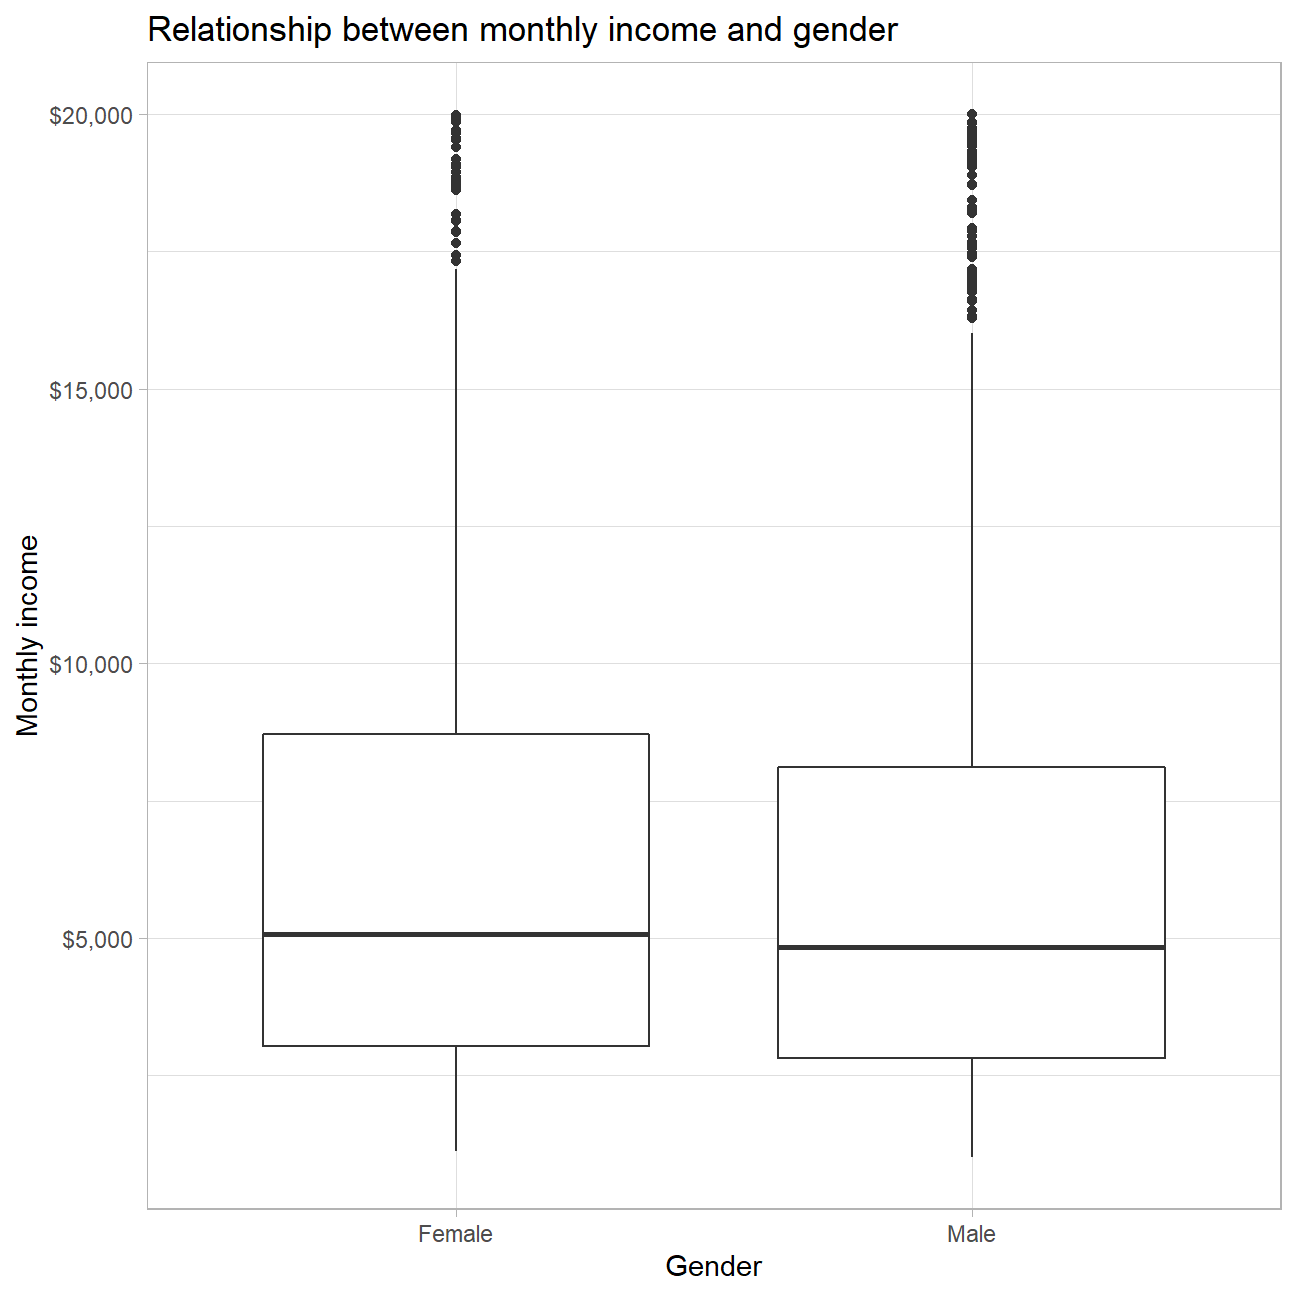 Relationship between monthly income and gender
$20,000
$15,000
$10,000
$5,000
Monthly income
Female
Male
Gender